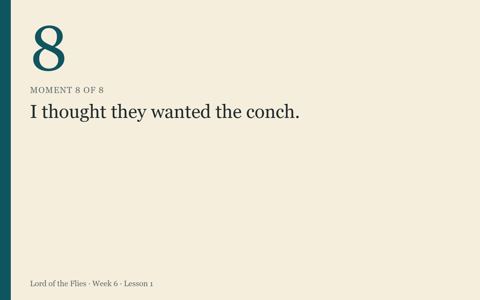 8
MOMENT 8 OF 8
I thought they wanted the conch.
Lord of the Flies · Week 6 · Lesson 1